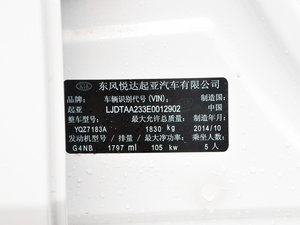 KIA 东风悦达起亚汽车有限公司
品牌: 车辆识别代号(VIN): 制造国:
起亚 LJDTAA233E0012902 中国
整车型号: 最大允许总质量: 制造年月:
YQZ7183A 1830 kg 2014/10
发动机型号/排量/最大净功率: 乘坐人数:
G4NB 1797 ml 105 kw 5 人